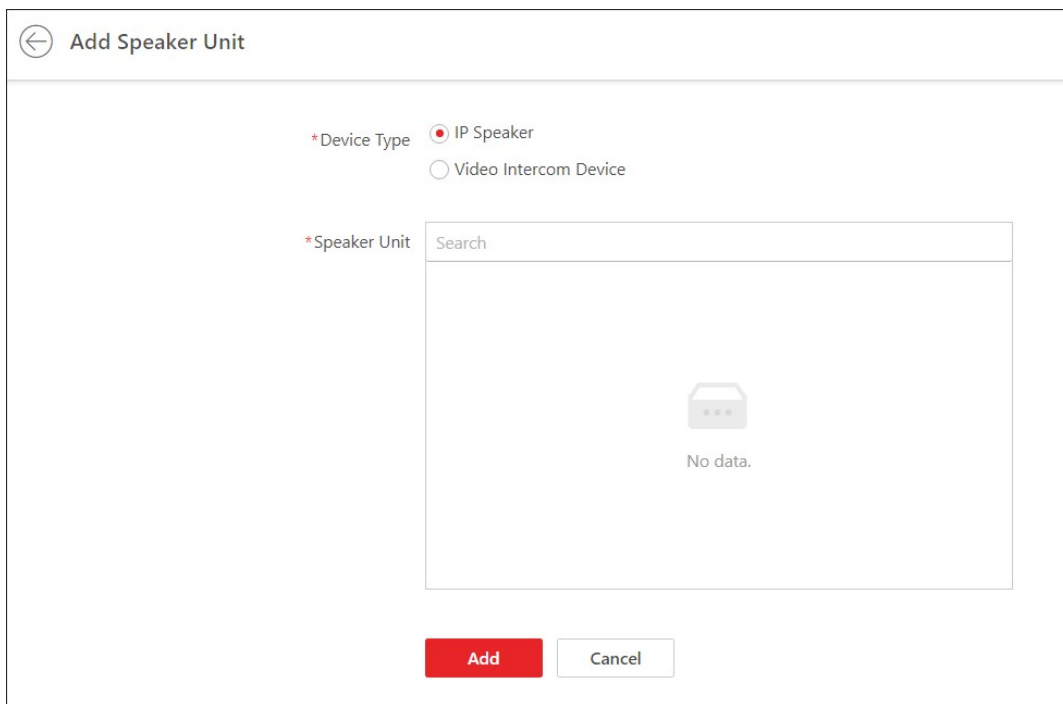 Add Speaker Unit
*Device Type
IP Speaker
Video Intercom Device
*Speaker Unit
Search
No data.
Add
Cancel